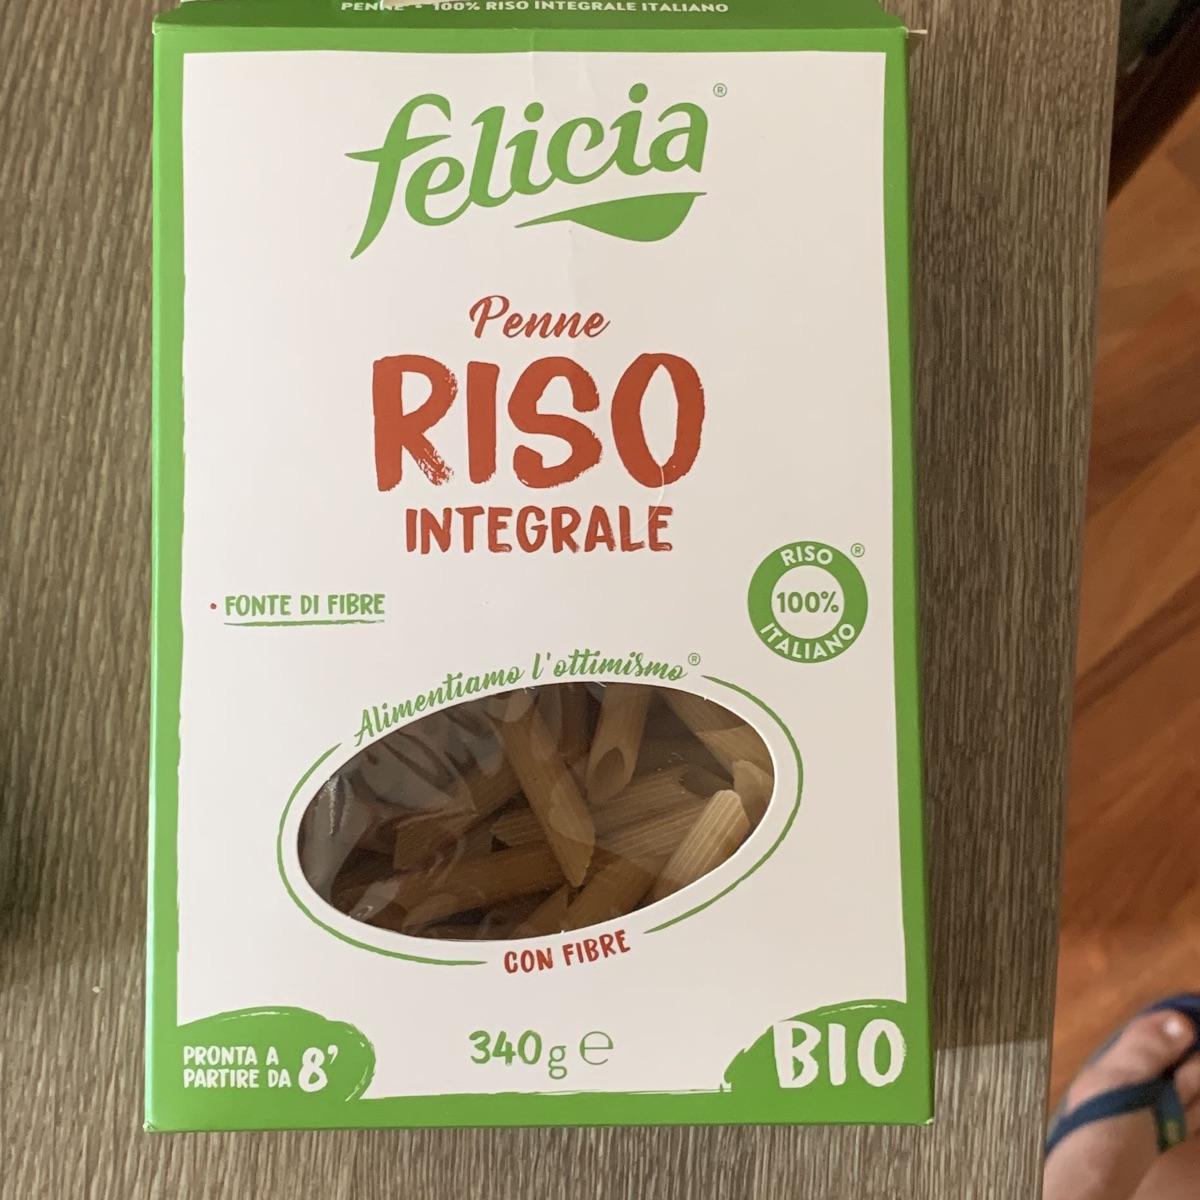 PENNE • 100% RISO INTEGRALE ITALIANO
felicia®
Penne
RISO
INTEGRALE
• FONTE DI FIBRE
RISO ®
100%
ITALIANO
Alimentiamo l'ottimismo®
CON FIBRE
PRONTA A
PARTIRE DA 8’
340g ℮
BIO